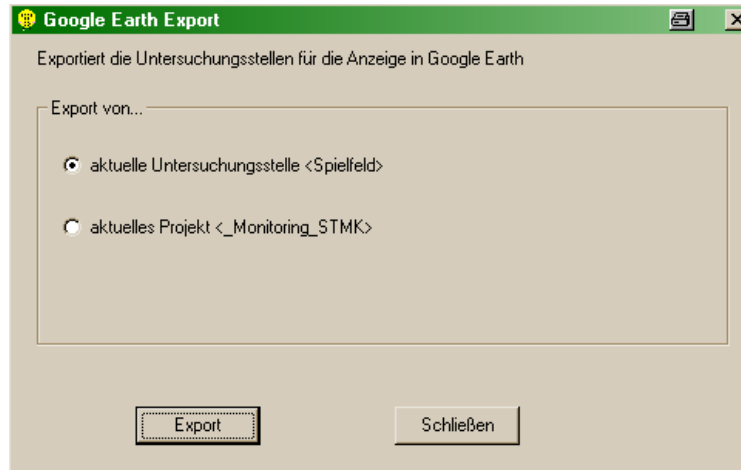 Google Earth Export
Exportiert die Untersuchungsstellen für die Anzeige in Google Earth
Export von...
aktuelle Untersuchungsstelle <Spielfeld>
aktuelles Projekt <_Monitoring_STMK>
Export
Schließen